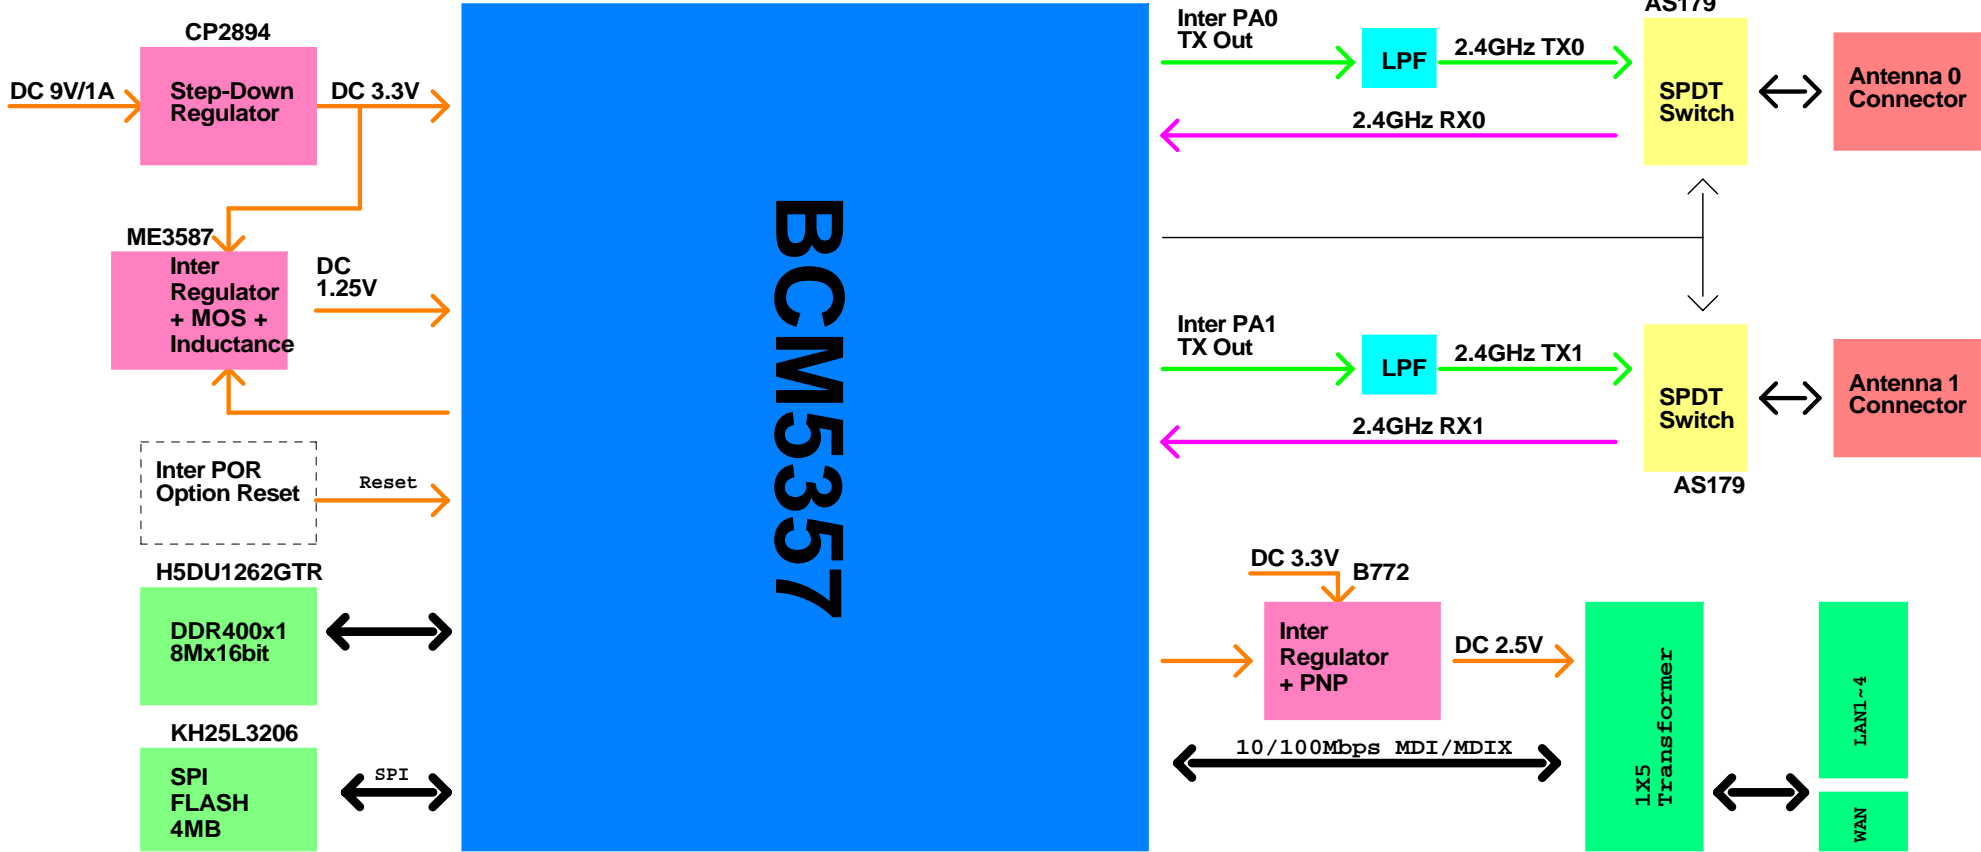 CP2894
DC 9V/1A
Step-Down
Regulator
DC 3.3V
ME3587
Inter
Regulator
+ MOS +
Inductance
DC
1.25V
Inter POR
Option Reset
Reset
H5DU1262GTR
DDR400x1
8Mx16bit
KH25L3206
SPI
FLASH
4MB
SPI
BCM5357
Inter PA0
TX Out
LPF
2.4GHz TX0
2.4GHz RX0
AS179
SPDT
Switch
Antenna 0
Connector
Inter PA1
TX Out
LPF
2.4GHz TX1
2.4GHz RX1
SPDT
Switch
AS179
Antenna 1
Connector
DC 3.3V
B772
Inter
Regulator
+ PNP
DC 2.5V
10/100Mbps MDI/MDIX
1X5
Transformer
LAN1~4
WAN